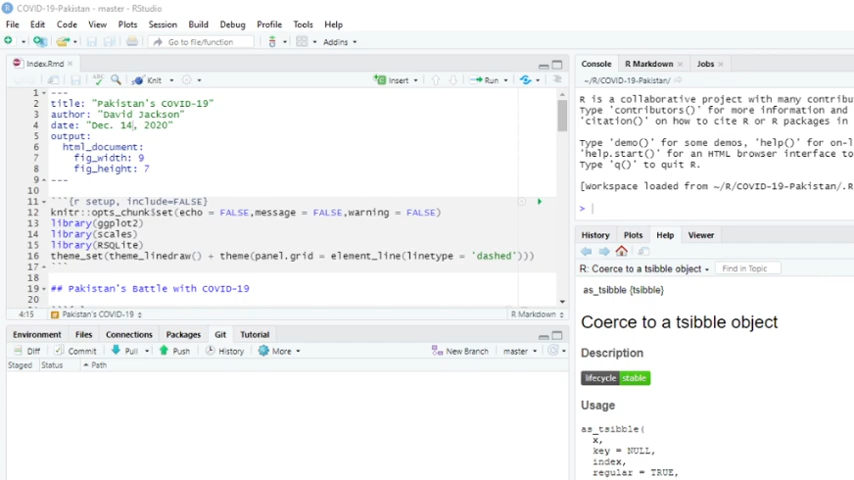 COVID-19-Pakistan - master - RStudio
File Edit Code View Plots Session Build Debug Profile Tools Help
Go to file/function Addins
Index.Rmd
Knit Insert Run
1 ---
2 title: "Pakistan's COVID-19"
3 author: "David Jackson"
4 date: "Dec. 14, 2020"
5 output:
6 html_document:
7 fig_width: 9
8 fig_height: 7
9 ---
10
11 ```{r setup, include=FALSE}
12 knitr::opts_chunk$set(echo = FALSE,message = FALSE,warning = FALSE)
13 library(ggplot2)
14 library(scales)
15 library(RSQLite)
16 theme_set(theme_linedraw() + theme(panel.grid = element_line(linetype = 'dashed')))
17 ```
18
19 ## Pakistan's Battle with COVID-19
20
4:15 Pakistan's COVID-19 R Markdown
Environment Files Connections Packages Git Tutorial
Diff Commit Pull Push History More New Branch master
Staged Status Path
Console R Markdown Jobs
~/R/COVID-19-Pakistan/
R is a collaborative project with many contribu
Type 'contributors()' for more information and
'citation()' on how to cite R or R packages in
Type 'demo()' for some demos, 'help()' for on-l
'help.start()' for an HTML browser interface to
Type 'q()' to quit R.
[Workspace loaded from ~/R/COVID-19-Pakistan/.R
>
History Plots Help Viewer
R: Coerce to a tsibble object Find in Topic
as_tsibble {tsibble}
Coerce to a tsibble object
Description
lifecycle stable
Usage
as_tsibble(
x,
key = NULL,
index,
regular = TRUE,